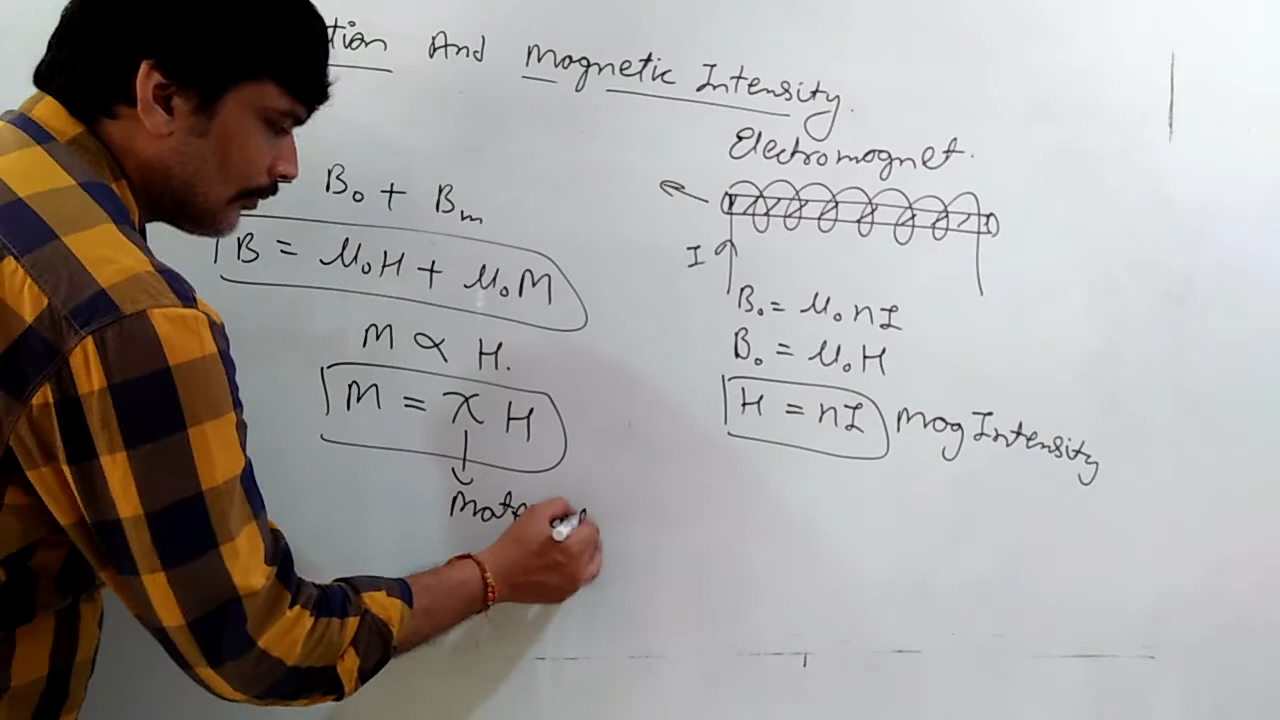 tion And Magnetic Intensity.
Electromagnet.
B₀ + Bₘ
B = μ₀H + μ₀M
M ∝ H.
M = χ H
I
B₀ = μ₀nI
B₀ = μ₀H
H = nI Mag Intensity